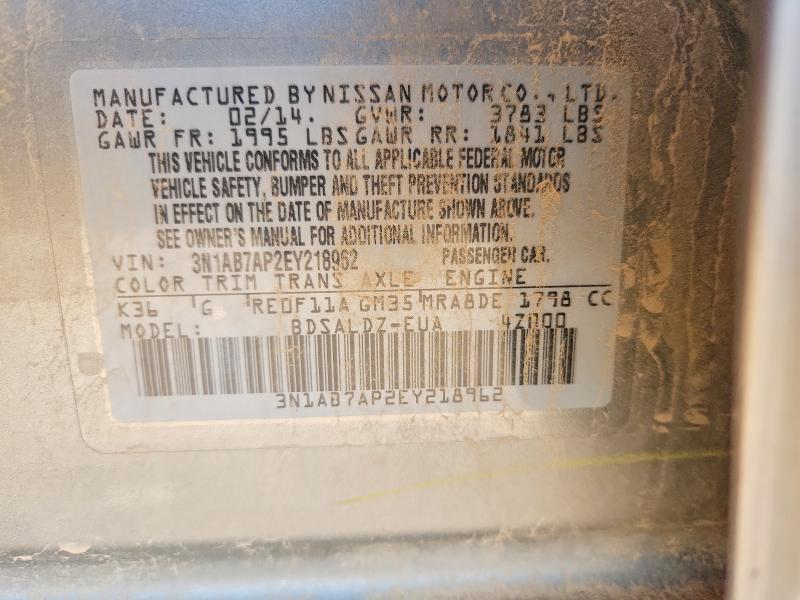 MANUFACTURED BY NISSAN MOTOR CO., LTD.
DATE: 02/14. GVWR: 3783 LBS
GAWR FR: 1995 LBS GAWR RR: 1841 LBS
THIS VEHICLE CONFORMS TO ALL APPLICABLE FEDERAL MOTOR
VEHICLE SAFETY, BUMPER AND THEFT PREVENTION STANDARDS
IN EFFECT ON THE DATE OF MANUFACTURE SHOWN ABOVE.
SEE OWNER'S MANUAL FOR ADDITIONAL INFORMATION.
VIN: 3N1AB7AP2EY218962 PASSENGER CAR.
COLOR TRIM TRANS AXLE ENGINE
K36 G RE0F11A GM35 MRA8DE 1798 CC
MODEL: BDSALDZ-EUA 4Z000
3N1AB7AP2EY218962